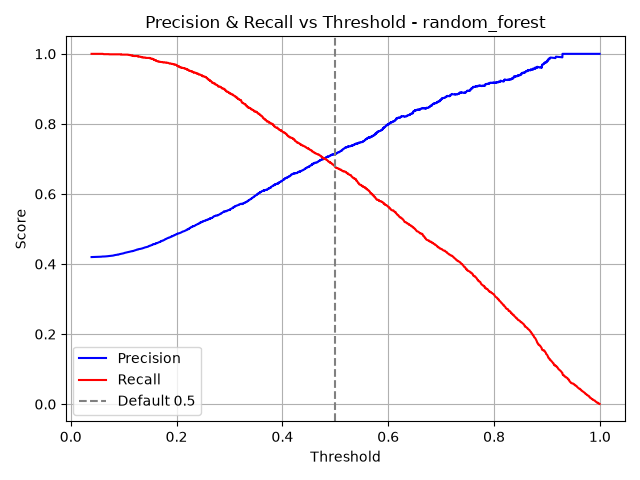 Precision & Recall vs Threshold - random_forest
Score
1.0
0.8
0.6
0.4
0.2
0.0
Precision
Recall
Default 0.5
0.0 0.2 0.4 0.6 0.8 1.0
Threshold